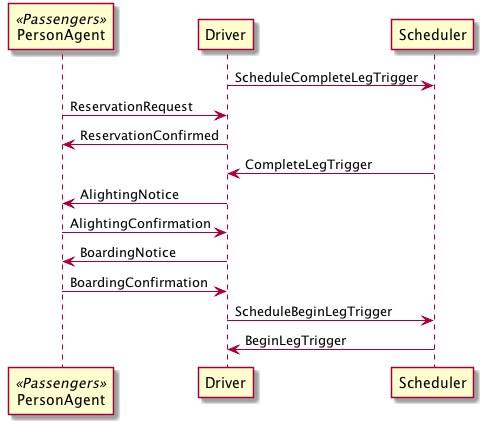 «Passengers»
PersonAgent
Driver
Scheduler
ScheduleCompleteLegTrigger
ReservationRequest
ReservationConfirmed
CompleteLegTrigger
AlightingNotice
AlightingConfirmation
BoardingNotice
BoardingConfirmation
ScheduleBeginLegTrigger
BeginLegTrigger
«Passengers»
PersonAgent
Driver
Scheduler